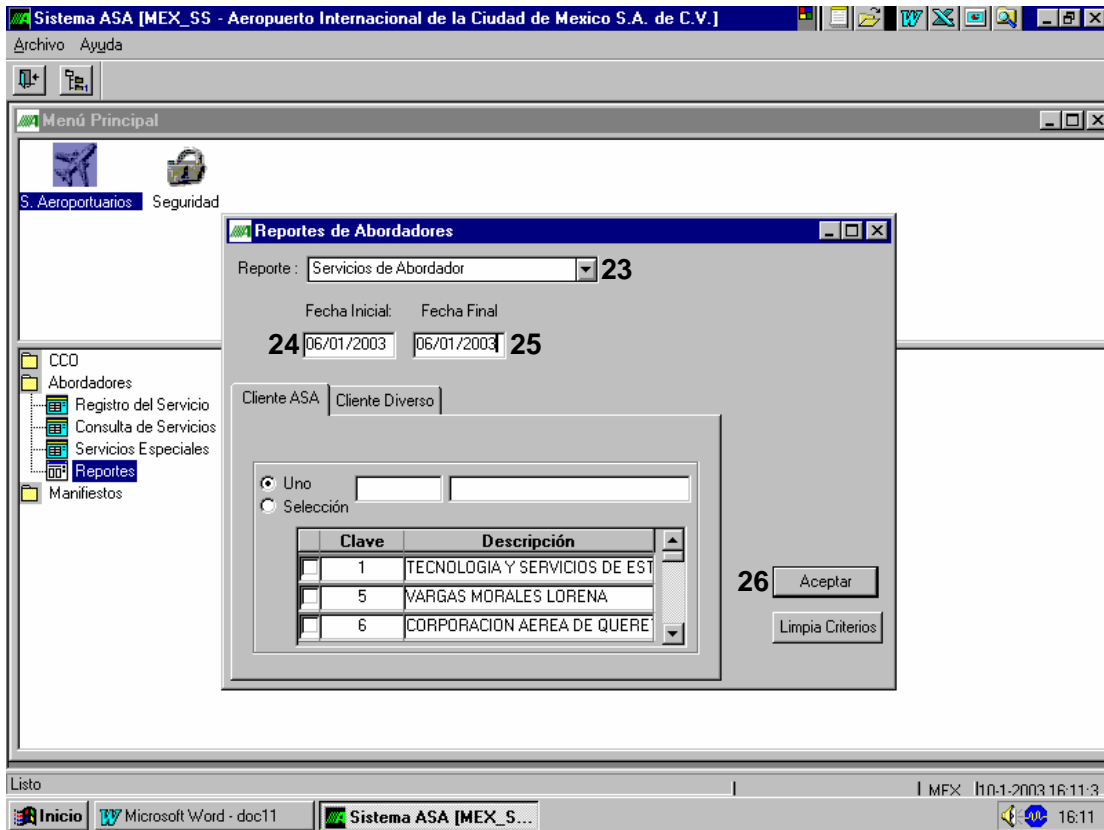 Sistema ASA [MEX_SS - Aeropuerto Internacional de la Ciudad de Mexico S.A. de C.V.]
Archivo Ayuda
Menú Principal
S. Aeroportuarios Seguridad
Reportes de Abordadores
Reporte : Servicios de Abordador 23
Fecha Inicial: Fecha Final
24 06/01/2003 06/01/2003 25
CCO
Abordadores
Registro del Servicio
Consulta de Servicios
Servicios Especiales
Reportes
Manifiestos
Cliente ASA Cliente Diverso
Uno
Selección
Clave Descripción
1 TECNOLOGIA Y SERVICIOS DE EST
5 VARGAS MORALES LORENA
6 CORPORACION AEREA DE QUERE
26 Aceptar
Limpia Criterios
Listo MEX 10-1-2003 16:11:3
Inicio Microsoft Word - doc11 Sistema ASA [MEX_S... 16:11